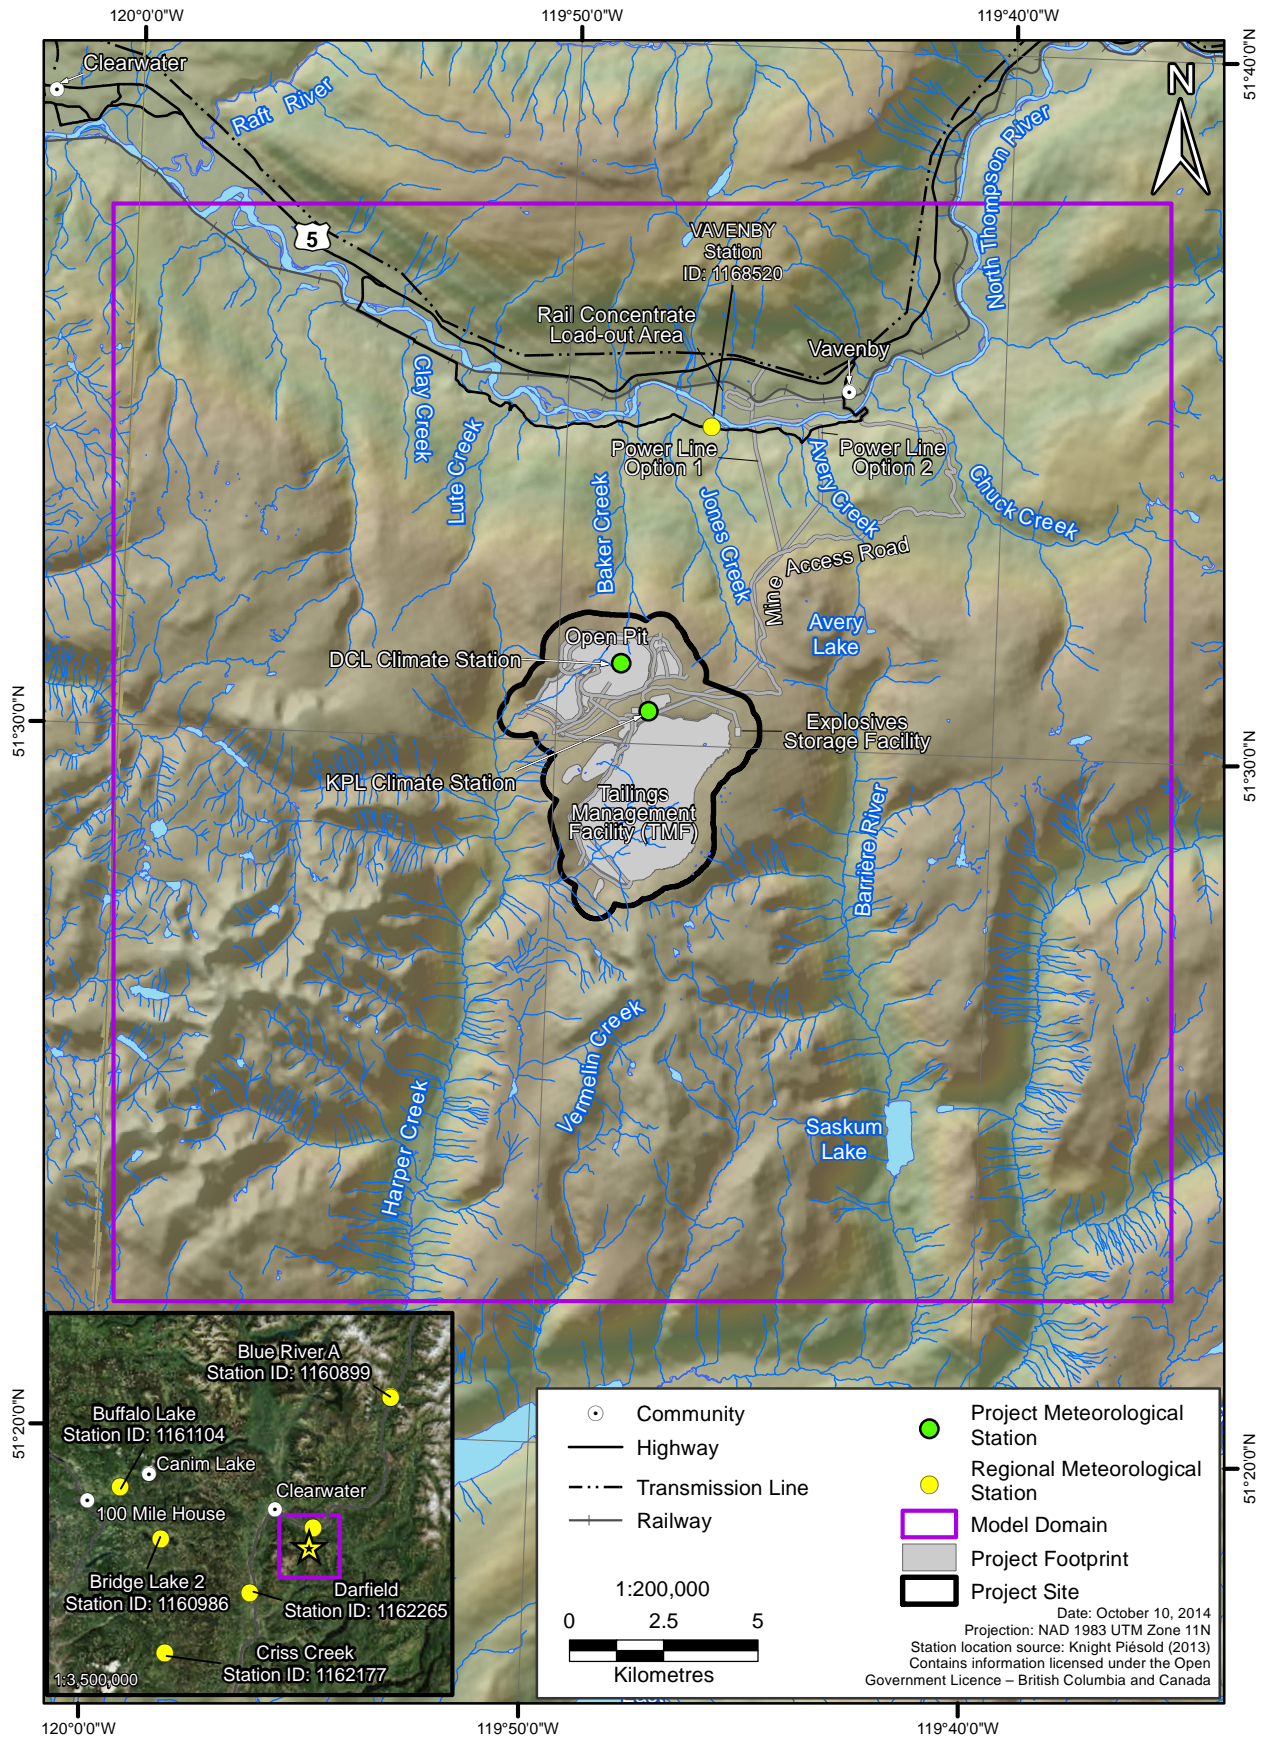 120°0'0"W
119°50'0"W
119°40'0"W
51°40'0"N
Clearwater
Raft River
N
North Thompson River
5
VAVENBY
Station
ID: 1168520
Rail Concentrate
Load-out Area
Vavenby
Clay Creek
Lute Creek
Power Line
Option 1
Avery Creek
Power Line
Option 2
Chuck Creek
Baker Creek
Jones Creek
Mine Access Road
Avery
Lake
Open Pit
DCL Climate Station
51°30'0"N
Explosives
Storage Facility
51°30'0"N
KPL Climate Station
Tailings
Management
Facility (TMF)
Barrière River
Vermelin Creek
Harper Creek
Saskum
Lake
Blue River A
Station ID: 1160899
Buffalo Lake
Station ID: 1161104
Canim Lake
Clearwater
100 Mile House
Bridge Lake 2
Station ID: 1160986
Darfield
Station ID: 1162265
Criss Creek
Station ID: 1162177
1:3,500,000
51°20'0"N
51°20'0"N
Community
Highway
Transmission Line
Railway
1:200,000
0 2.5 5
Kilometres
Project Meteorological
Station
Regional Meteorological
Station
Model Domain
Project Footprint
Project Site
Date: October 10, 2014
Projection: NAD 1983 UTM Zone 11N
Station location source: Knight Piésold (2013)
Contains information licensed under the Open
Government Licence – British Columbia and Canada
120°0'0"W
119°50'0"W
119°40'0"W